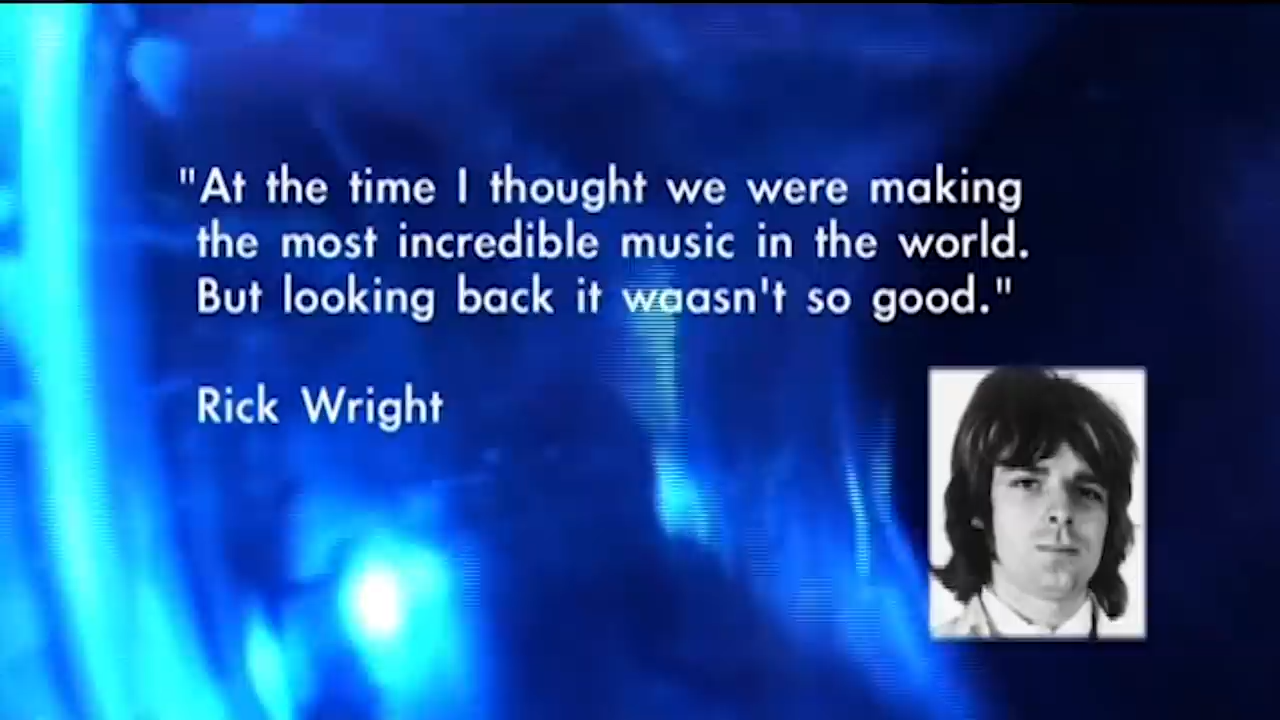 "At the time I thought we were making
the most incredible music in the world.
But looking back it waasn't so good."
Rick Wright